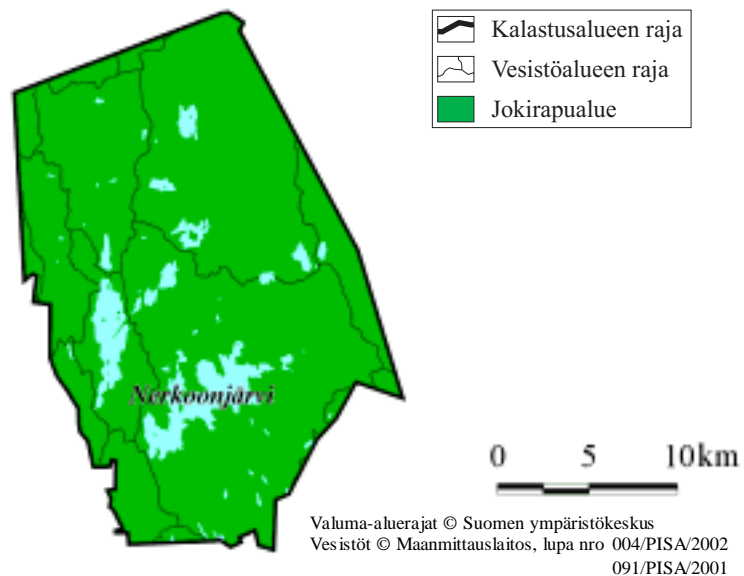 Kalastusalueen raja
Vesistöalueen raja
Jokirapualue
Nerkoonjärvi
0 5 10km
Valuma-aluerajat © Suomen ympäristökeskus
Vesistöt © Maanmittauslaitos, lupa nro 004/PISA/2002
091/PISA/2001